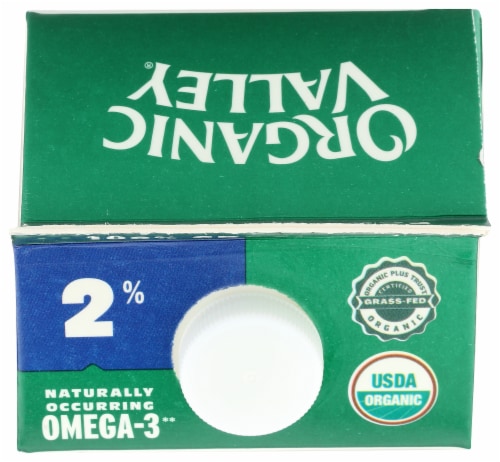 ORGANIC
VALLEY®
2%
NATURALLY
OCCURRING
OMEGA-3**
ORGANIC PLUS TRUST
CERTIFIED
GRASS-FED
ORGANIC
USDA
ORGANIC